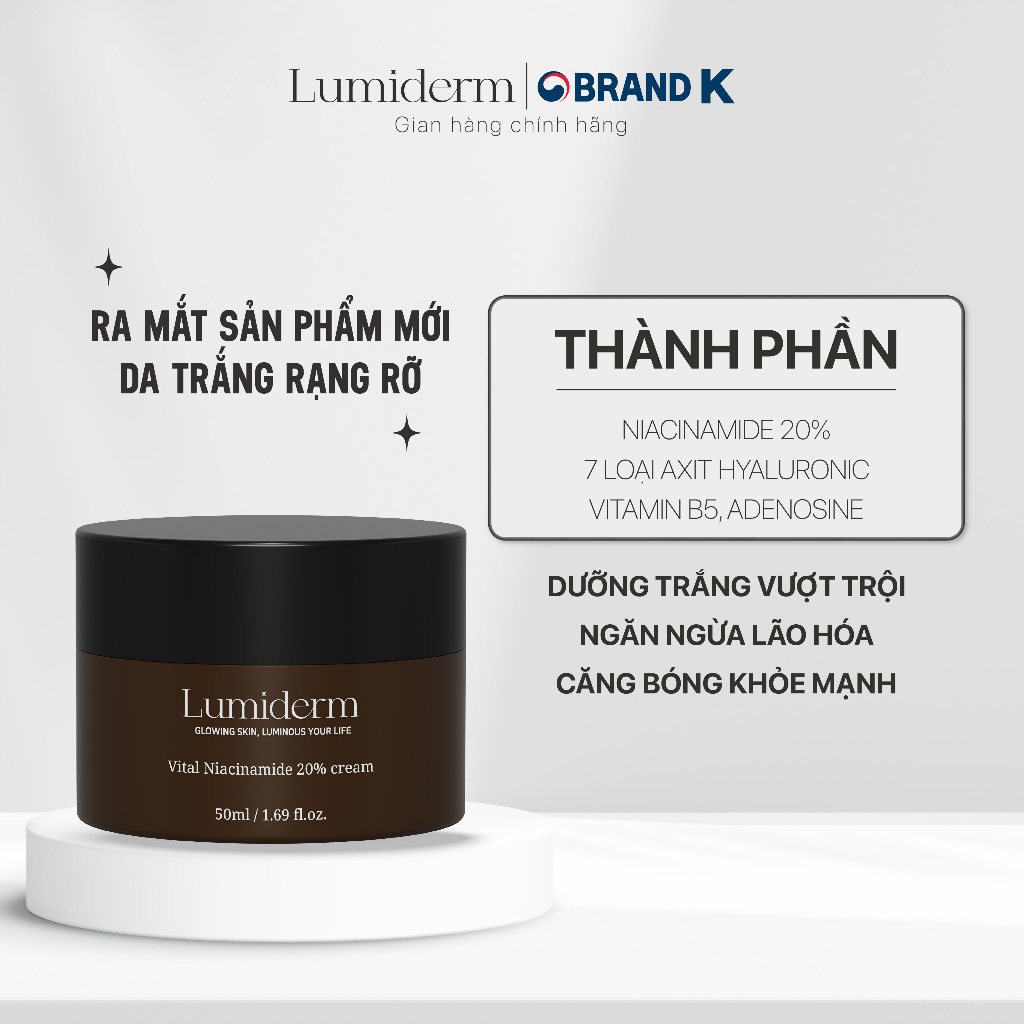 Lumiderm | BRAND K
Gian hàng chính hãng
RA MẮT SẢN PHẨM MỚI
DA TRẮNG RẠNG RỠ
THÀNH PHẦN
NIACINAMIDE 20%
7 LOẠI AXIT HYALURONIC
VITAMIN B5, ADENOSINE
DƯỠNG TRẮNG VƯỢT TRỘI
NGĂN NGỪA LÃO HÓA
CĂNG BÓNG KHỎE MẠNH
Lumiderm
GLOWING SKIN, LUMINOUS YOUR LIFE
Vital Niacinamide 20% cream
50ml / 1.69 fl.oz.